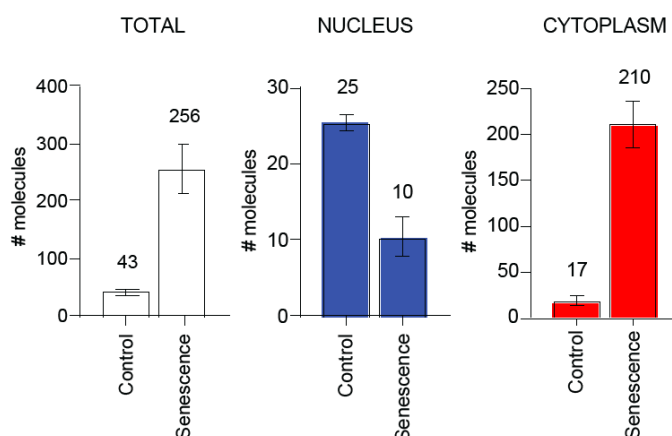 TOTAL
# molecules
400
300
200
100
0
43
256
Control
Senescence
NUCLEUS
# molecules
30
20
10
0
25
10
Control
Senescence
CYTOPLASM
# molecules
250
200
150
100
50
0
17
210
Control
Senescence